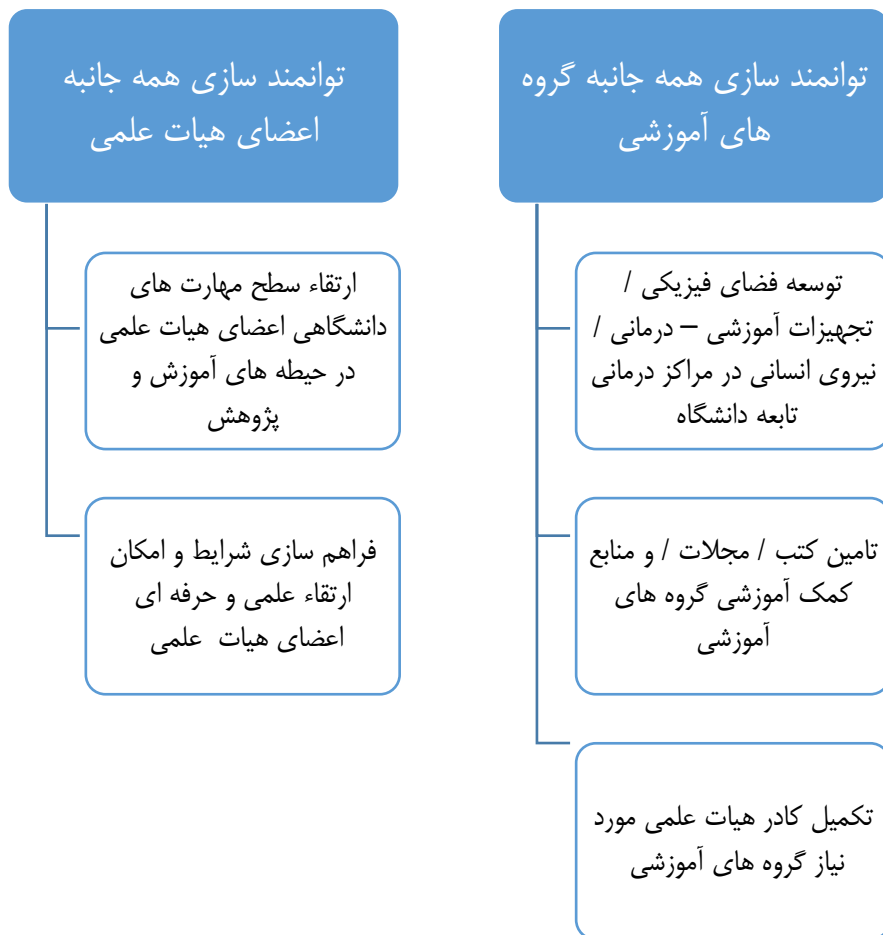 توانمند سازی همه جانبه گروه
های آموزشی
توسعه فضای فیزیکی /
تجهیزات آموزشی – درمانی /
نیروی انسانی در مراکز درمانی
تابعه دانشگاه
تامین کتب / مجلات / و منابع
کمک آموزشی گروه های
آموزشی
تکمیل کادر هیات علمی مورد
نیاز گروه های آموزشی
توانمند سازی همه جانبه
اعضای هیات علمی
ارتقاء سطح مهارت های
دانشگاهی اعضای هیات علمی
در حیطه های آموزش و
پژوهش
فراهم سازی شرایط و امکان
ارتقاء علمی و حرفه ای
اعضای هیات علمی